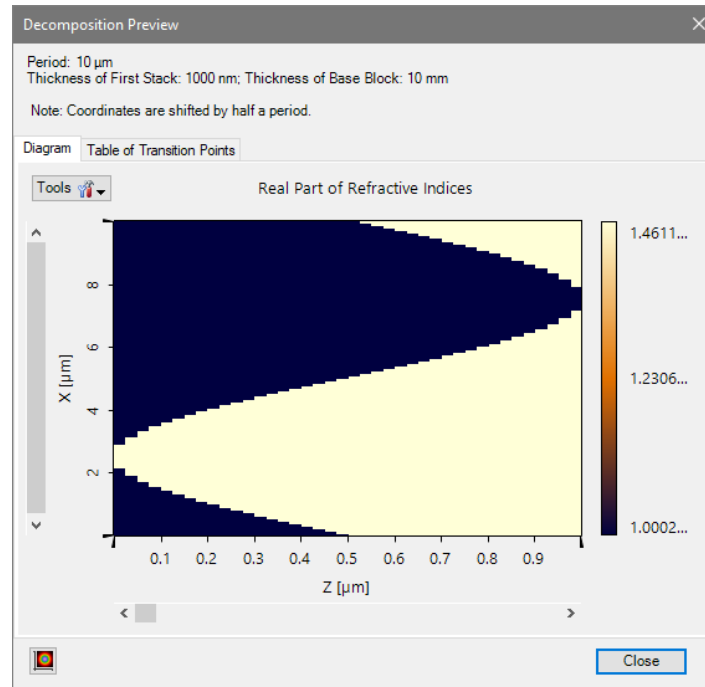 Decomposition Preview
Period: 10 µm
Thickness of First Stack: 1000 nm; Thickness of Base Block: 10 mm
Note: Coordinates are shifted by half a period.
Diagram Table of Transition Points
Tools
Real Part of Refractive Indices
X [µm]
8
6
4
2
0.1 0.2 0.3 0.4 0.5 0.6 0.7 0.8 0.9
Z [µm]
1.4611...
1.2306...
1.0002...
Close